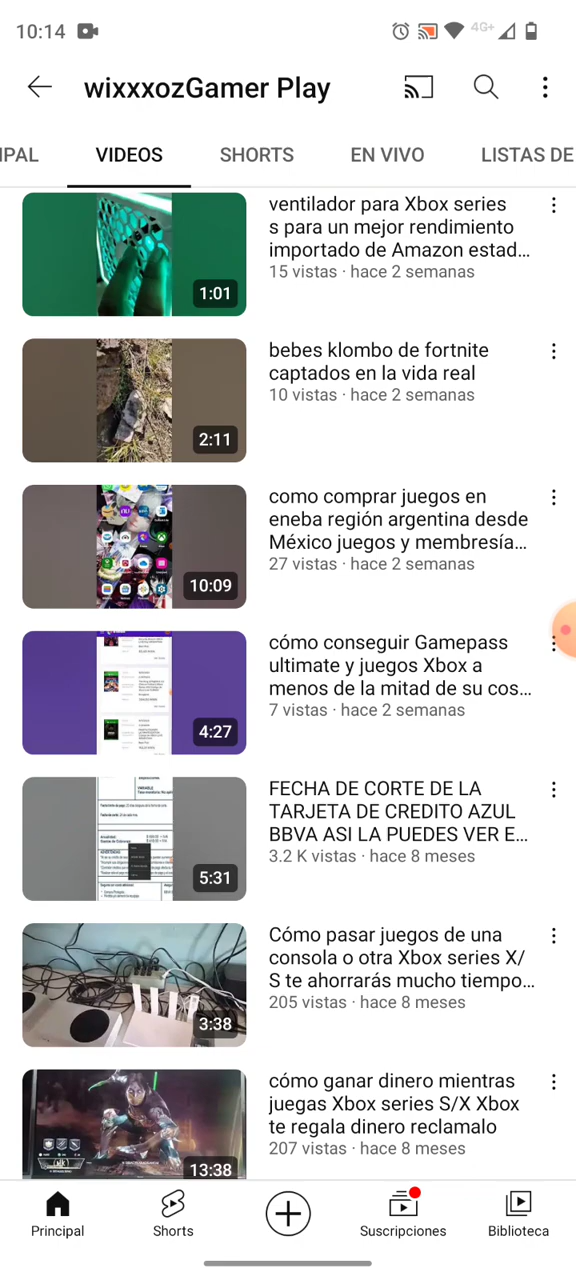 10:14
4G+
wixxxozGamer Play
IPAL
VIDEOS
SHORTS
EN VIVO
LISTAS DE
ventilador para Xbox series
s para un mejor rendimiento
importado de Amazon estad...
15 vistas · hace 2 semanas
1:01
bebes klombo de fortnite
captados en la vida real
10 vistas · hace 2 semanas
2:11
como comprar juegos en
eneba región argentina desde
México juegos y membresía...
27 vistas · hace 2 semanas
10:09
cómo conseguir Gamepass
ultimate y juegos Xbox a
menos de la mitad de su cos...
7 vistas · hace 2 semanas
4:27
FECHA DE CORTE DE LA
TARJETA DE CREDITO AZUL
BBVA ASI LA PUEDES VER E...
3.2 K vistas · hace 8 meses
5:31
Cómo pasar juegos de una
consola o otra Xbox series X/
S te ahorrarás mucho tiempo...
205 vistas · hace 8 meses
3:38
cómo ganar dinero mientras
juegas Xbox series S/X Xbox
te regala dinero reclamalo
207 vistas · hace 8 meses
13:38
Principal
Shorts
Suscripciones
Biblioteca